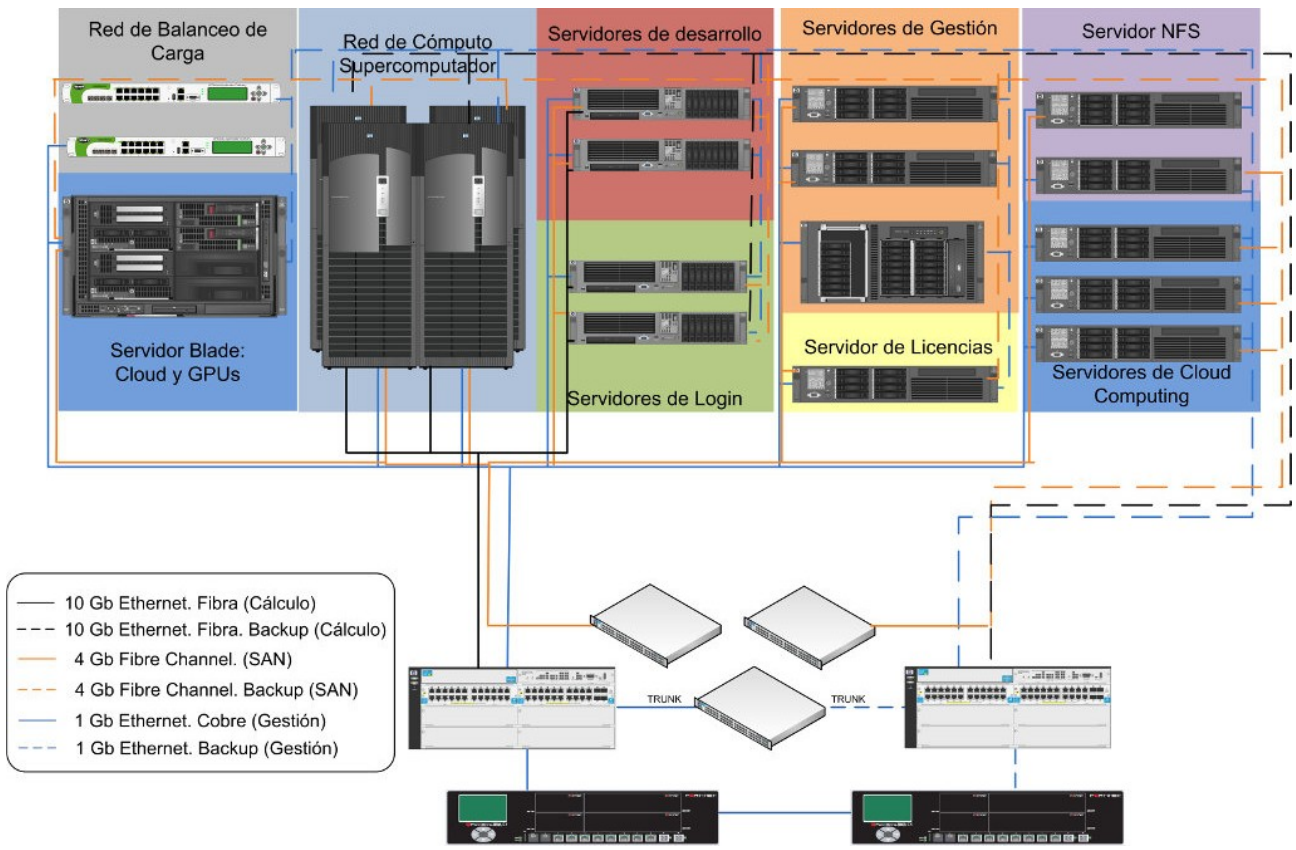 Red de Balanceo de
Carga
Red de Cómputo
Supercomputador
Servidores de desarrollo
Servidores de Gestión
Servidor NFS
Servidor Blade:
Cloud y GPUs
Servidores de Login
Servidor de Licencias
Servidores de Cloud
Computing
10 Gb Ethernet. Fibra (Cálculo)
10 Gb Ethernet. Fibra. Backup (Cálculo)
4 Gb Fibre Channel. (SAN)
4 Gb Fibre Channel. Backup (SAN)
1 Gb Ethernet. Cobre (Gestión)
1 Gb Ethernet. Backup (Gestión)
TRUNK
TRUNK